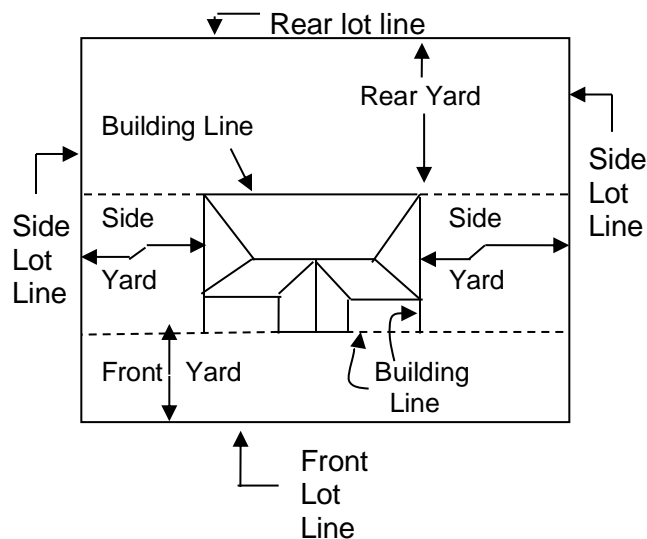 Rear lot line
Rear Yard
Building Line
Side
Lot
Line
Side
Lot
Line
Side
Yard
Side
Yard
Front Yard
Building
Line
Front
Lot
Line